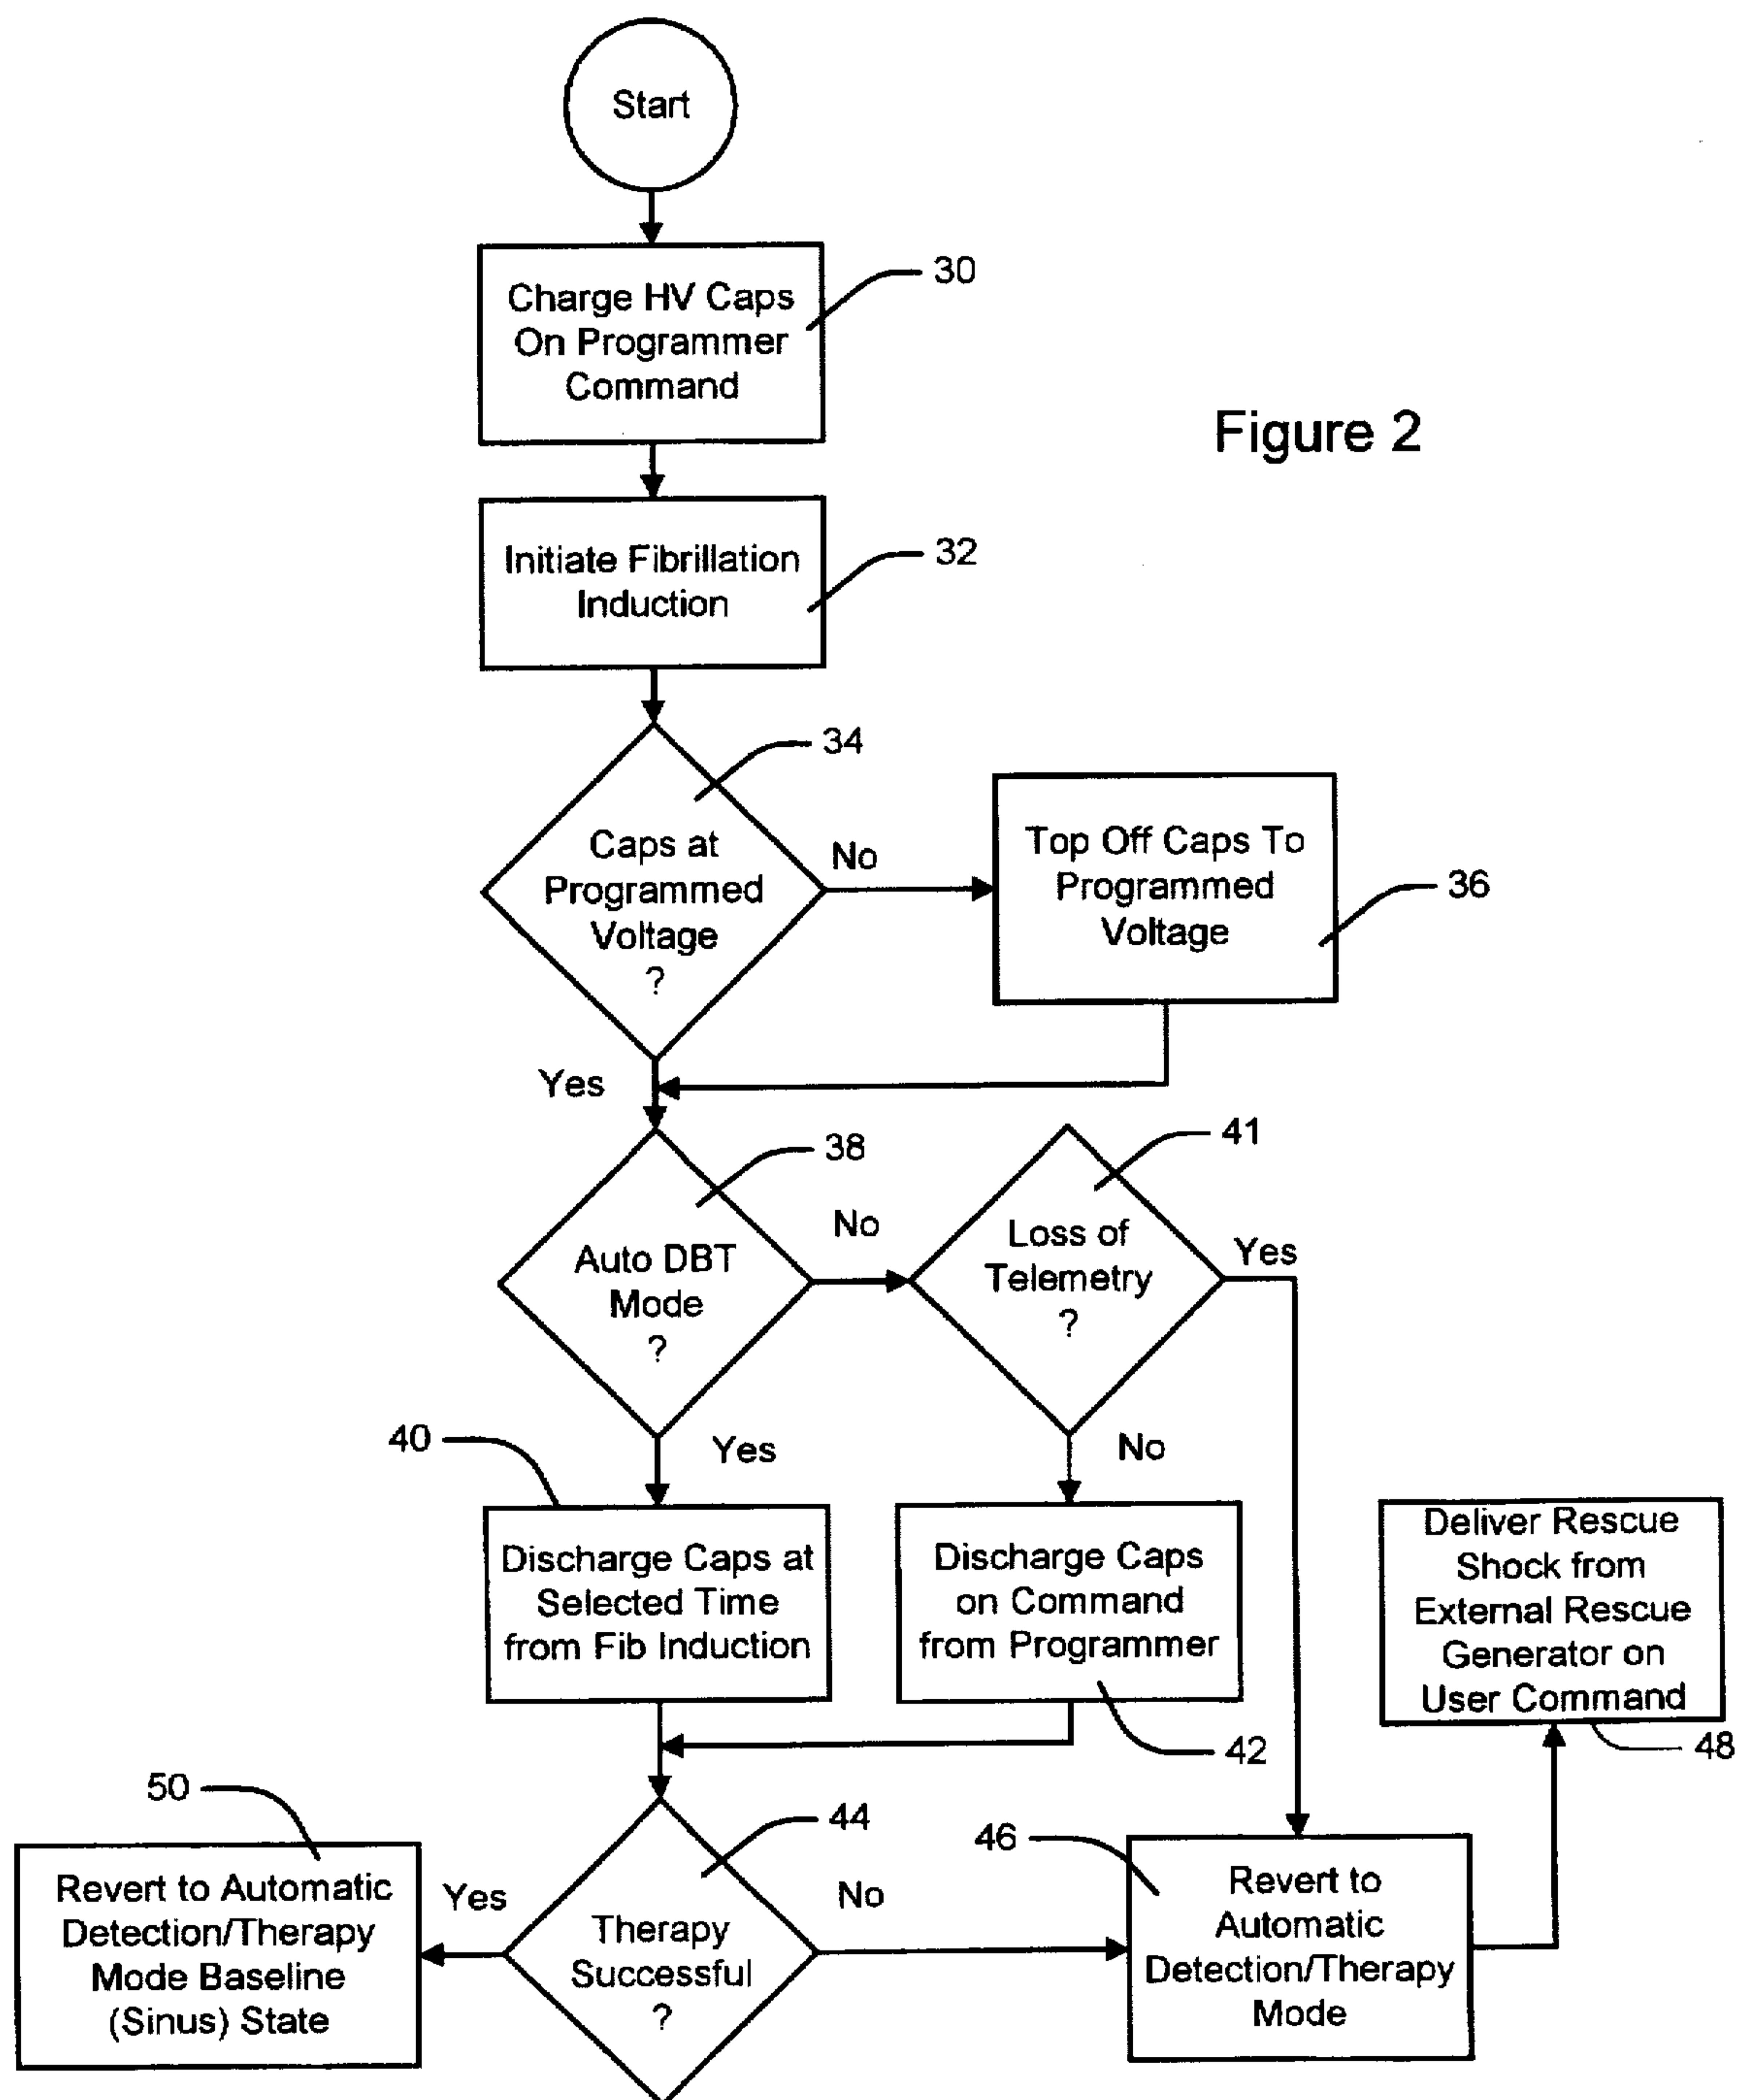 Start
Charge HV Caps
On Programmer
Command
30
Figure 2
Initiate Fibrillation
Induction
32
34
Caps at
Programmed
Voltage
?
No
Top Off Caps To
Programmed
Voltage
36
Yes
38
Auto DBT
Mode
?
No
41
Loss of
Telemetry
?
Yes
40
Yes
No
Discharge Caps at
Selected Time
from Fib Induction
Discharge Caps
on Command
from Programmer
42
Deliver Rescue
Shock from
External Rescue
Generator on
User Command
48
50
44
46
Revert to Automatic
Detection/Therapy
Mode Baseline
(Sinus) State
Yes
Therapy
Successful
?
No
Revert to
Automatic
Detection/Therapy
Mode